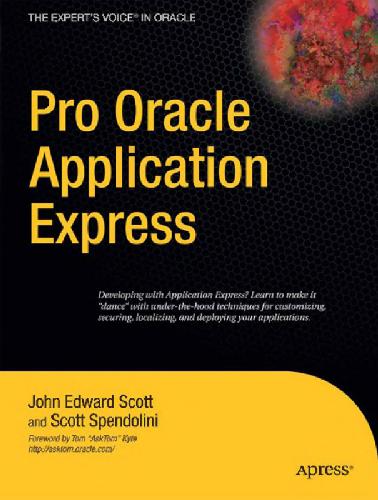 THE EXPERT'S VOICE® IN ORACLE
Pro Oracle
Application
Express
Developing with Application Express? Learn to make it
"dance" with under-the-hood techniques for customizing,
securing, localizing, and deploying your applications.
John Edward Scott
and Scott Spendolini
Foreword by Tom "AskTom" Kyte
http://asktom.oracle.com/
Apress®